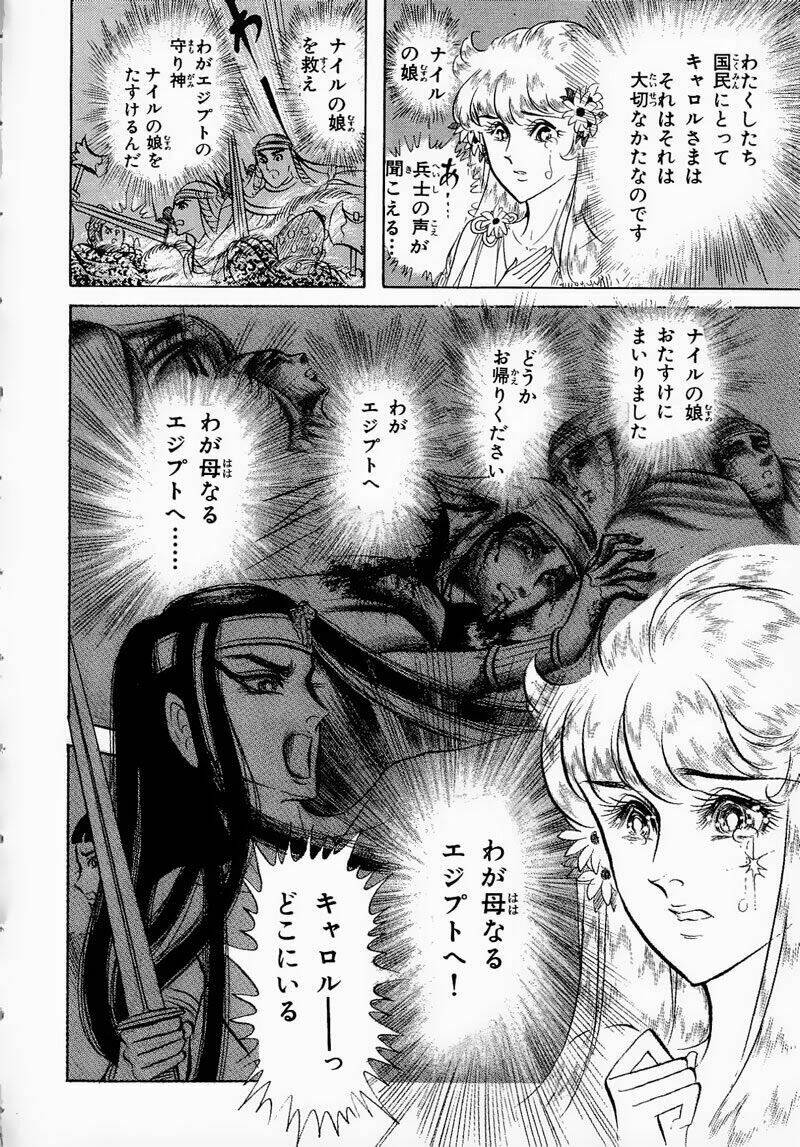 わたくしたち
国民にとって
キャロルさまは
それはそれは
大切なかたなのです
ナイル
の娘
あ…
兵士の声が
聞こえる…
わーっ
ナイルの娘
を救え
わがエジプトの
守り神
ナイルの娘を
たすけるんだ
ナイルの娘
おたすけに
まいりました
どうか
お帰りください
わが
エジプトへ
わが母なる
エジプトへ……
わが母なる
エジプトへ！
キャロル――っ
どこにいる